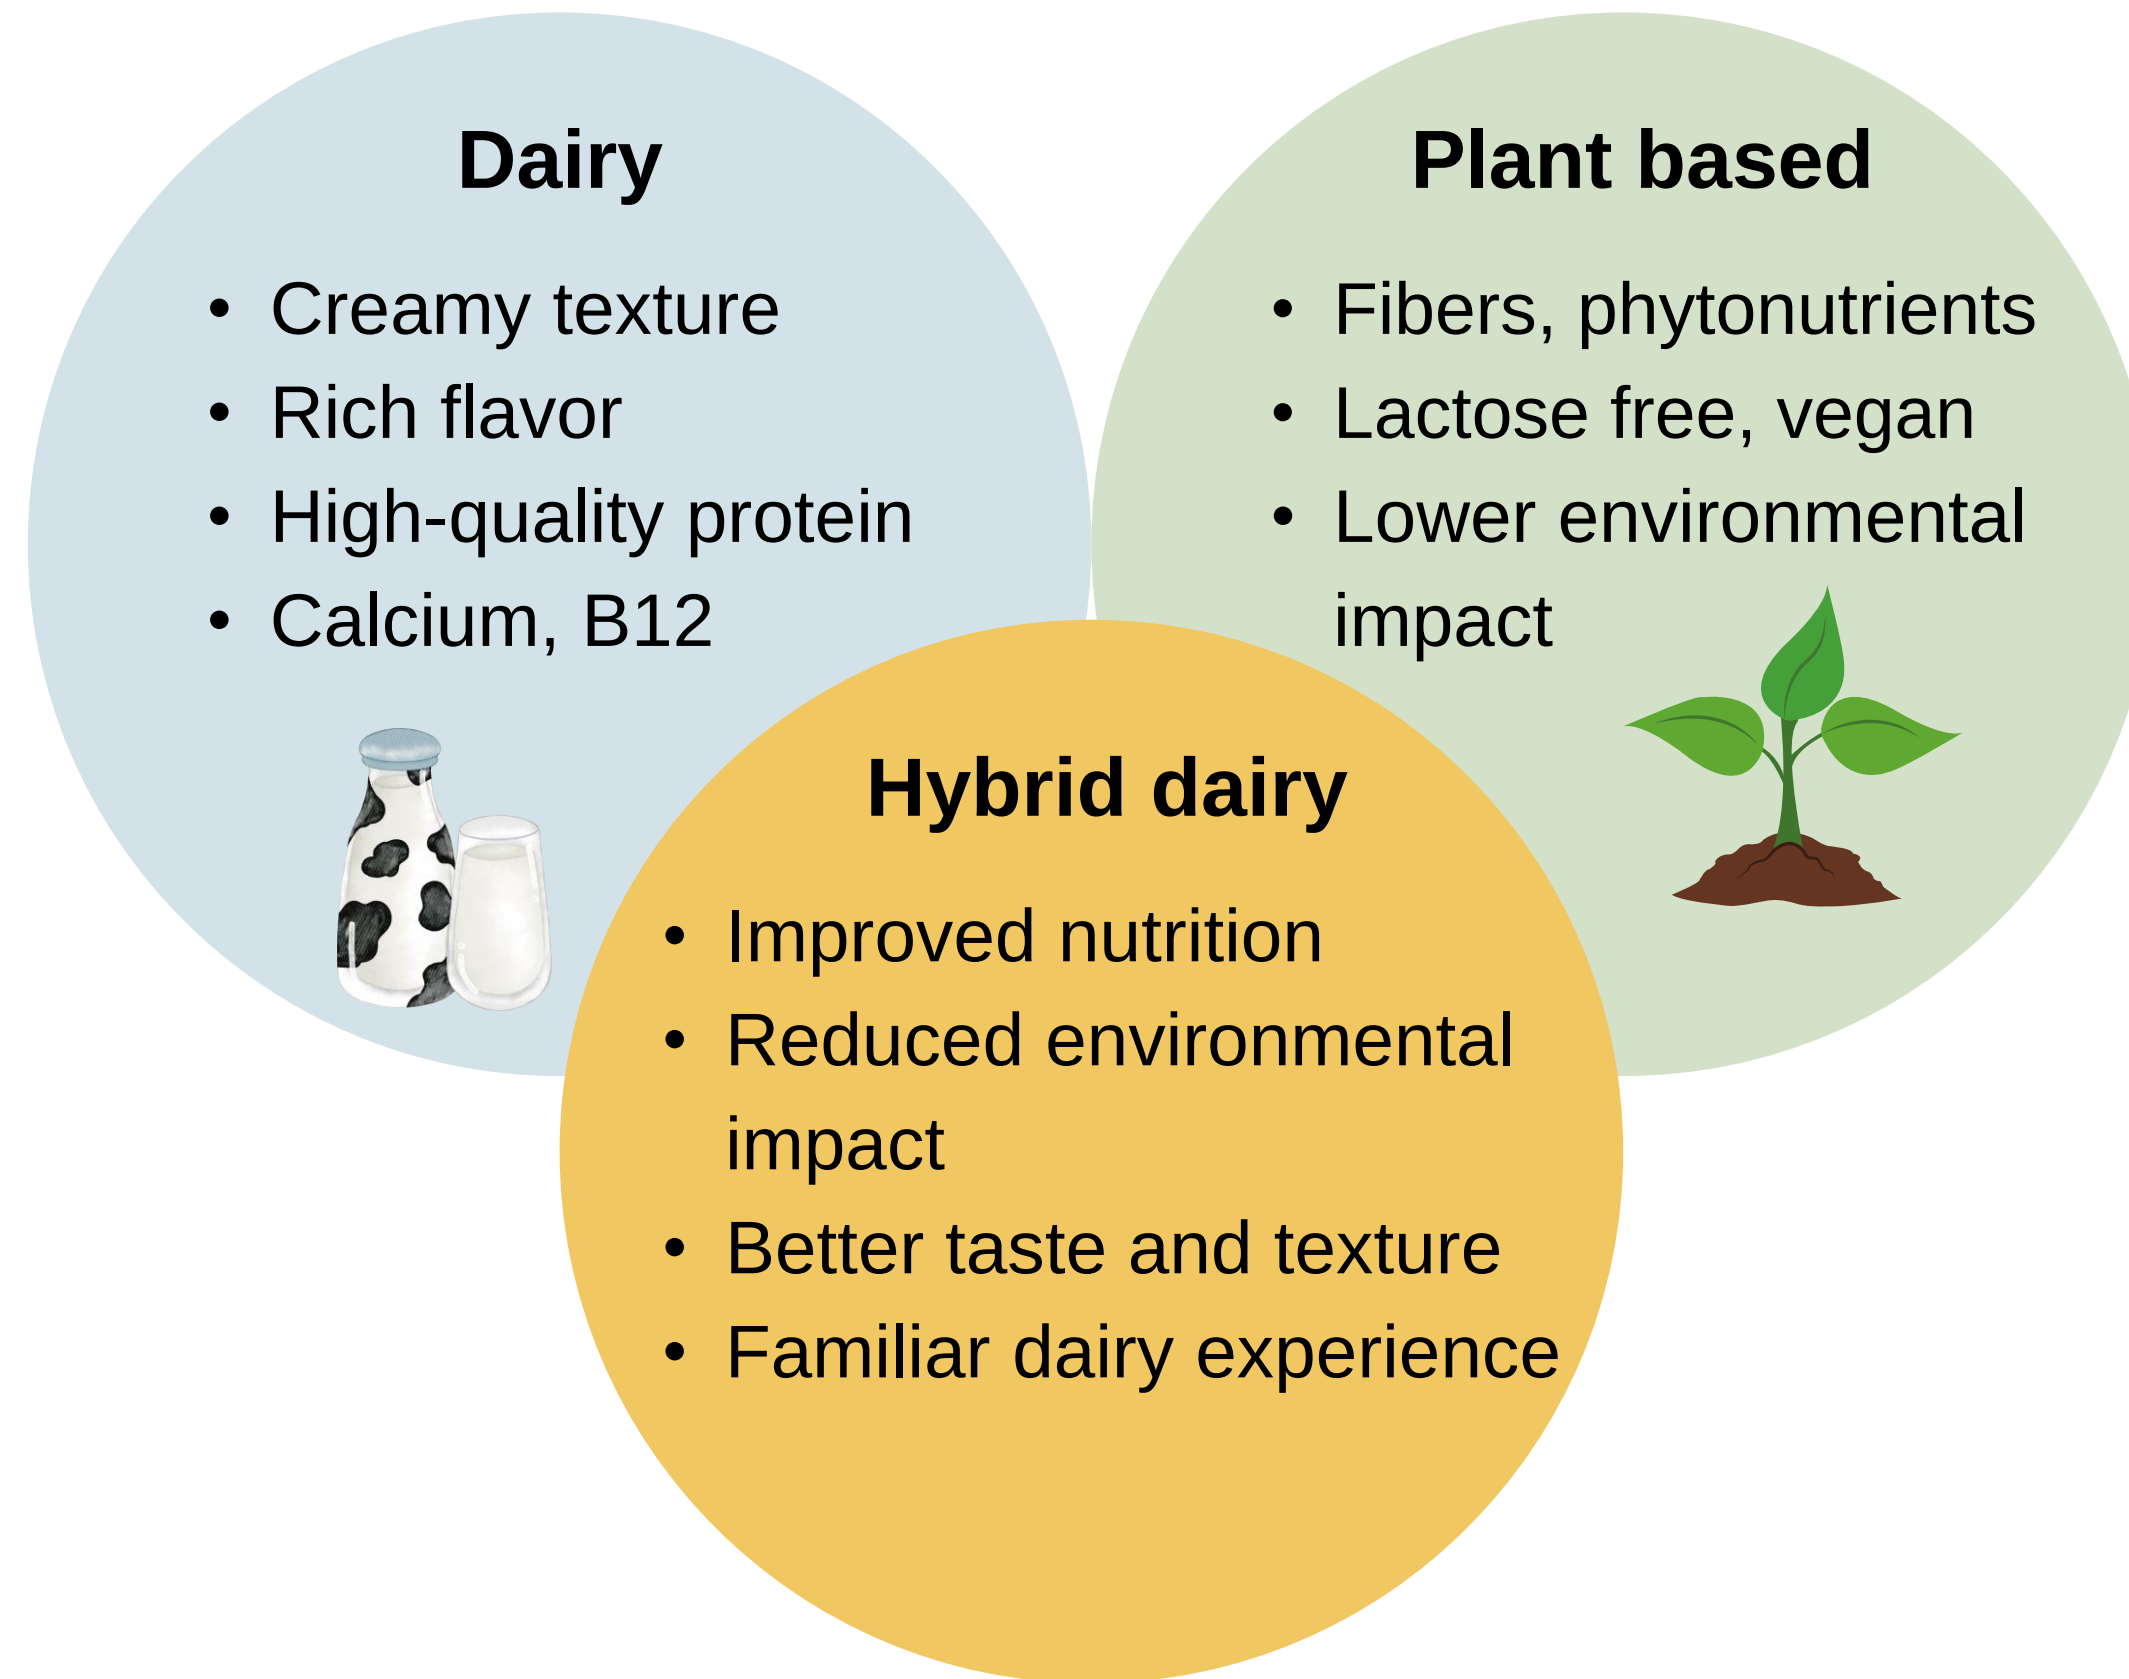 Dairy
• Creamy texture
• Rich flavor
• High-quality protein
• Calcium, B12
Plant based
• Fibers, phytonutrients
• Lactose free, vegan
• Lower environmental
impact
Hybrid dairy
• Improved nutrition
• Reduced environmental
impact
• Better taste and texture
• Familiar dairy experience